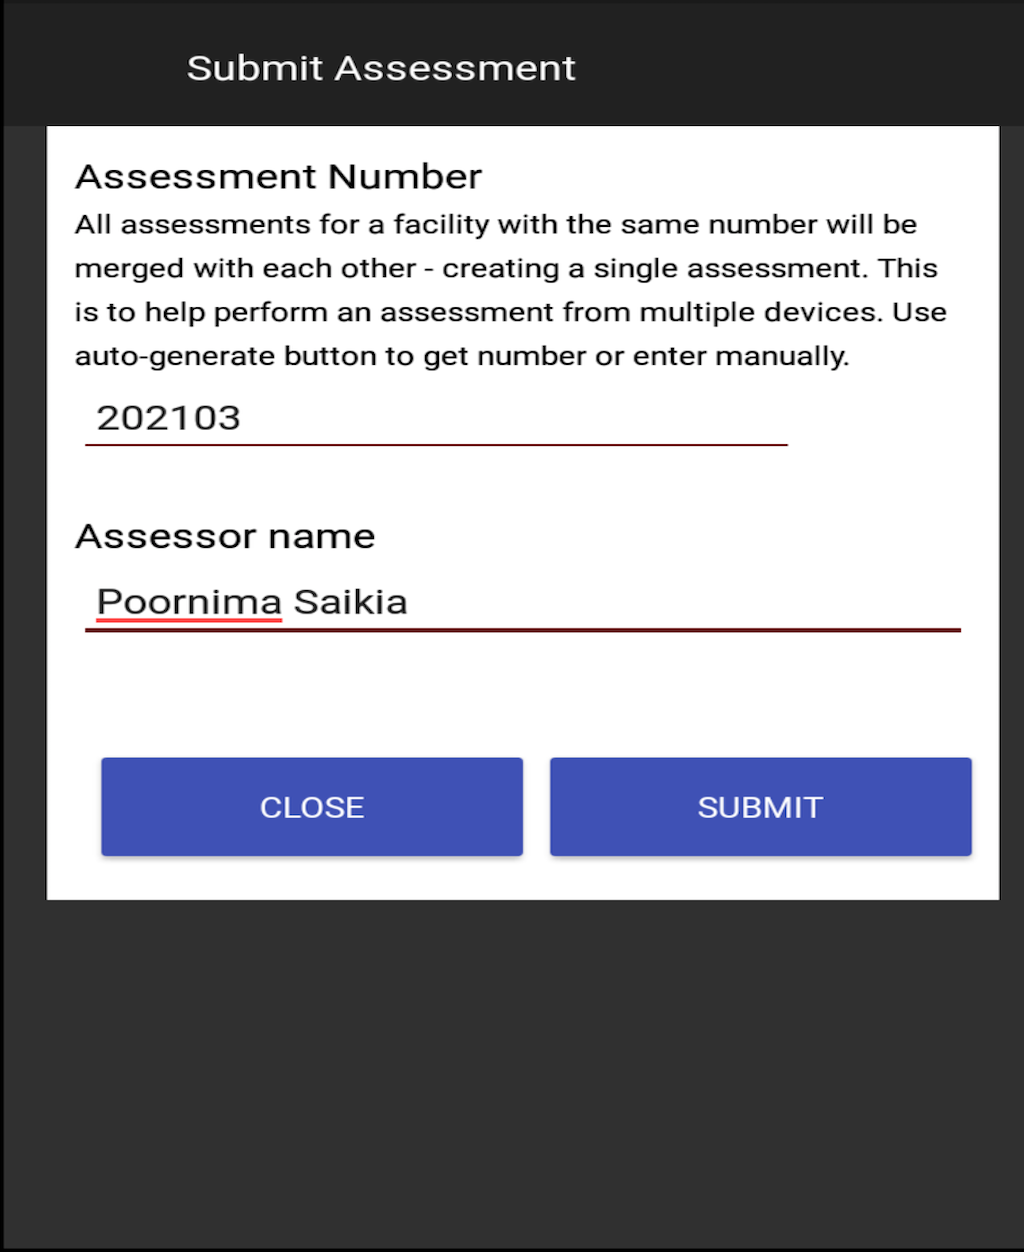 Submit Assessment
Assessment Number
All assessments for a facility with the same number will be
merged with each other - creating a single assessment. This
is to help perform an assessment from multiple devices. Use
auto-generate button to get number or enter manually.
202103
Assessor name
Poornima Saikia
CLOSE SUBMIT